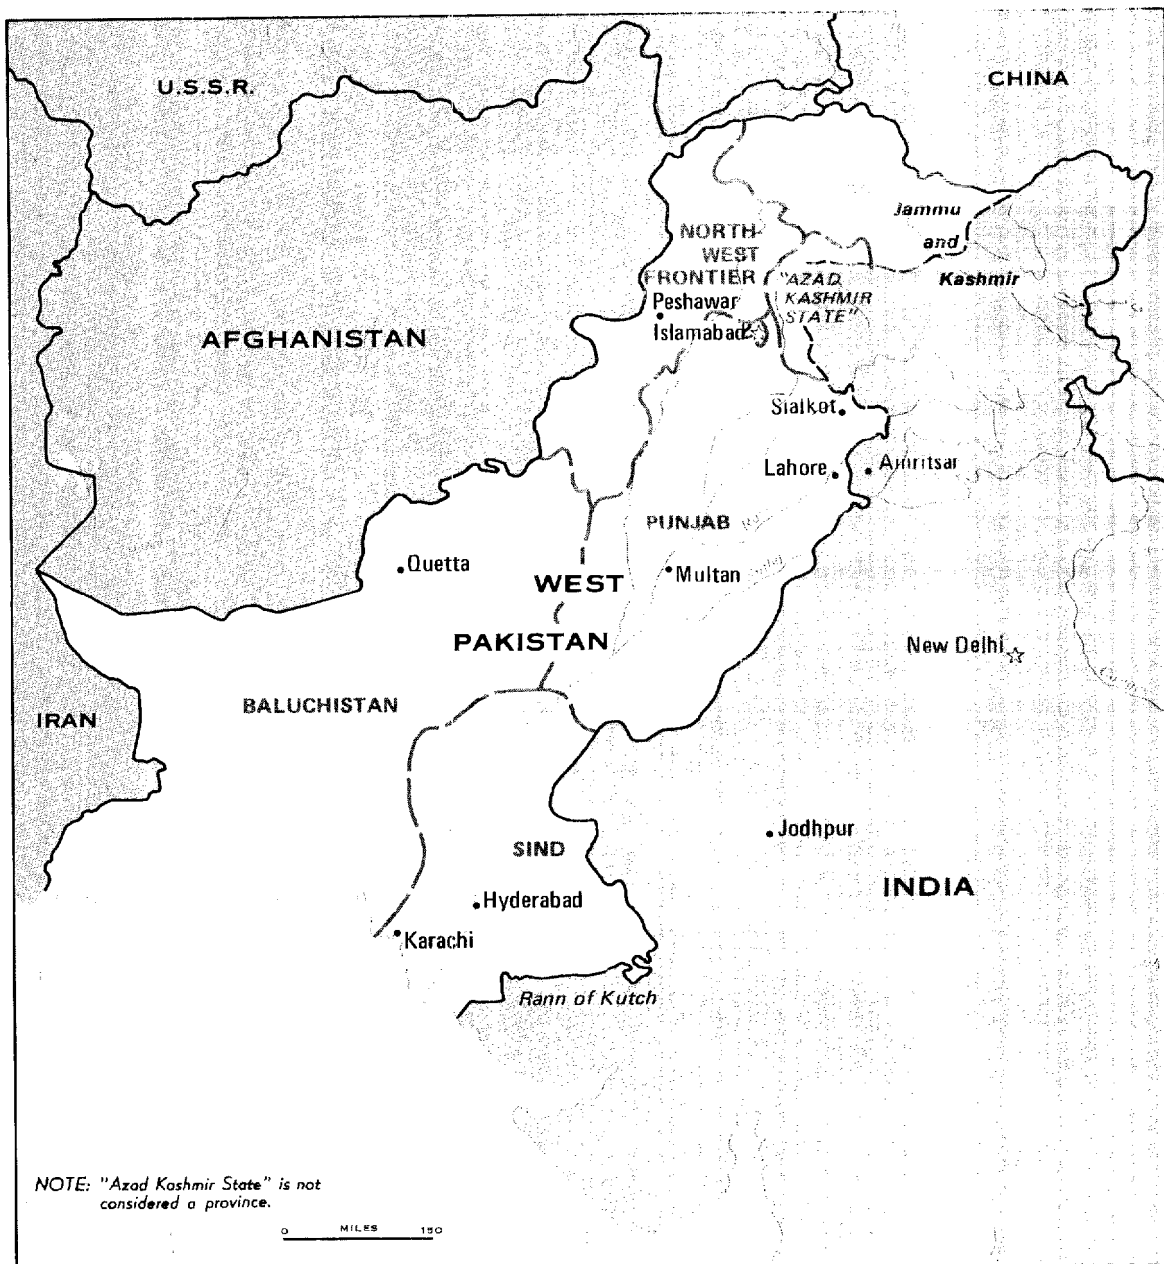 U.S.S.R.
CHINA
Jammu
and
Kashmir
NORTH-
WEST
FRONTIER
"AZAD
KASHMIR
STATE"
Peshawar
Islamabad
AFGHANISTAN
Sialkot
Lahore
Amritsar
PUNJAB
Quetta
Multan
WEST
PAKISTAN
New Delhi
BALUCHISTAN
IRAN
Jodhpur
SIND
INDIA
Hyderabad
Karachi
Rann of Kutch
NOTE: "Azad Kashmir State" is not
considered a province.
0 MILES 150